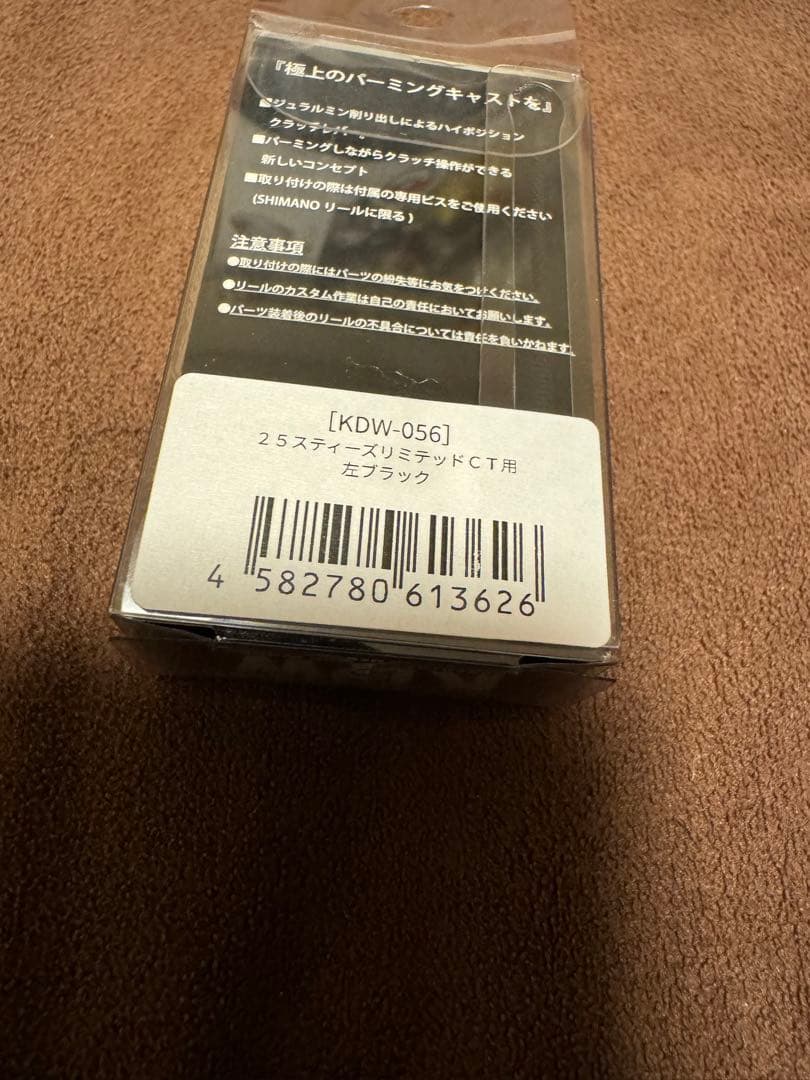 『極上のパーミングキャストを』
■ジュラルミン削り出しによるハイポジション
クラッチレバー。
■パーミングしながらクラッチ操作ができる
新しいコンセプト
■取り付けの際は付属の専用ビスをご使用ください
(SHIMANO リールに限る)
注意事項
●取り付けの際にはパーツの紛失等にお気をつけください。
●リールのカスタム作業は自己の責任においてお願いします。
●パーツ装着後のリールの不具合については責任を負いかねます。
[KDW-056]
２５スティーズリミテッドＣＴ用
左ブラック
4 582780 613626